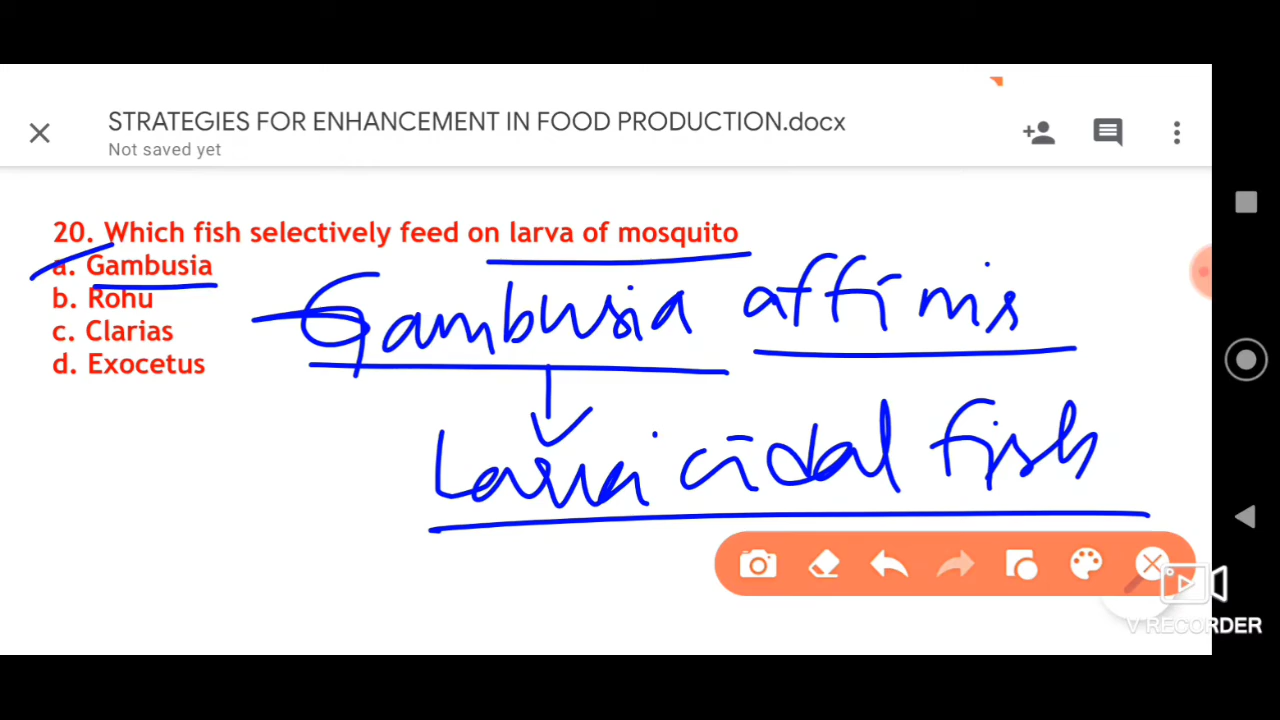 STRATEGIES FOR ENHANCEMENT IN FOOD PRODUCTION.docx
Not saved yet
20. Which fish selectively feed on larva of mosquito
a. Gambusia
b. Rohu
c. Clarias
d. Exocetus
Gambusia affinis
Larvicidal fish
V RECORDER